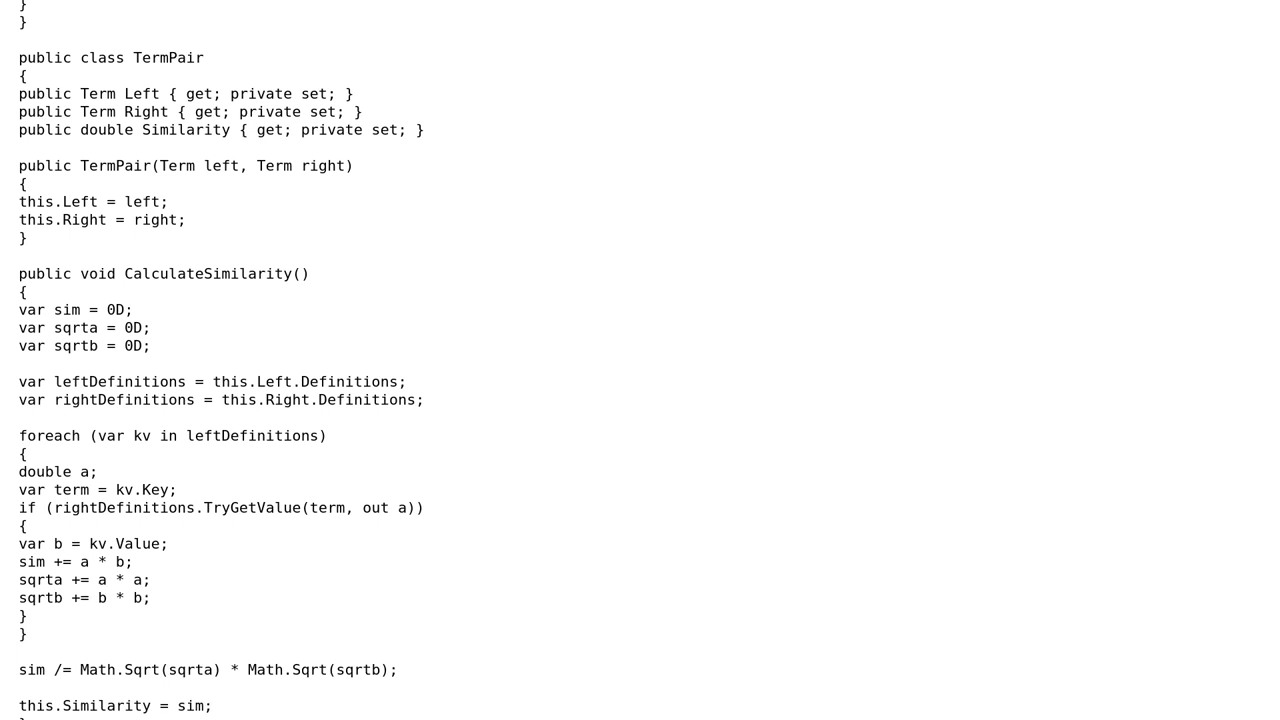 }
}
public class TermPair
{
public Term Left { get; private set; }
public Term Right { get; private set; }
public double Similarity { get; private set; }
public TermPair(Term left, Term right)
{
this.Left = left;
this.Right = right;
}
public void CalculateSimilarity()
{
var sim = 0D;
var sqrta = 0D;
var sqrtb = 0D;
var leftDefinitions = this.Left.Definitions;
var rightDefinitions = this.Right.Definitions;
foreach (var kv in leftDefinitions)
{
double a;
var term = kv.Key;
if (rightDefinitions.TryGetValue(term, out a))
{
var b = kv.Value;
sim += a * b;
sqrta += a * a;
sqrtb += b * b;
}
}
sim /= Math.Sqrt(sqrta) * Math.Sqrt(sqrtb);
this.Similarity = sim;
}